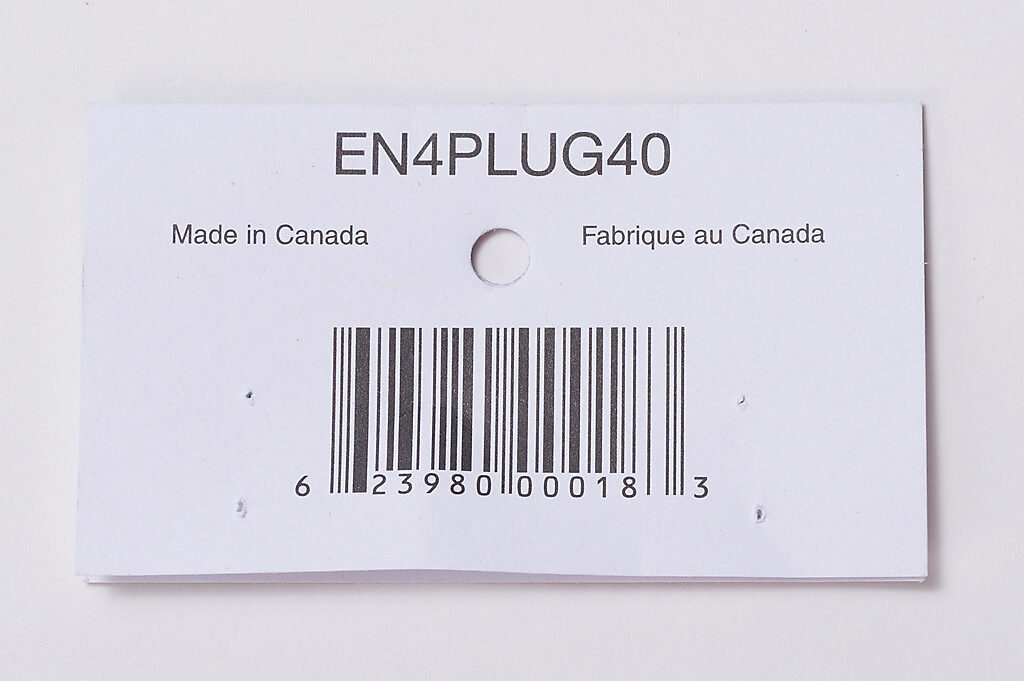 EN4PLUG40
Made in Canada
Fabrique au Canada
6 23980 00018 3